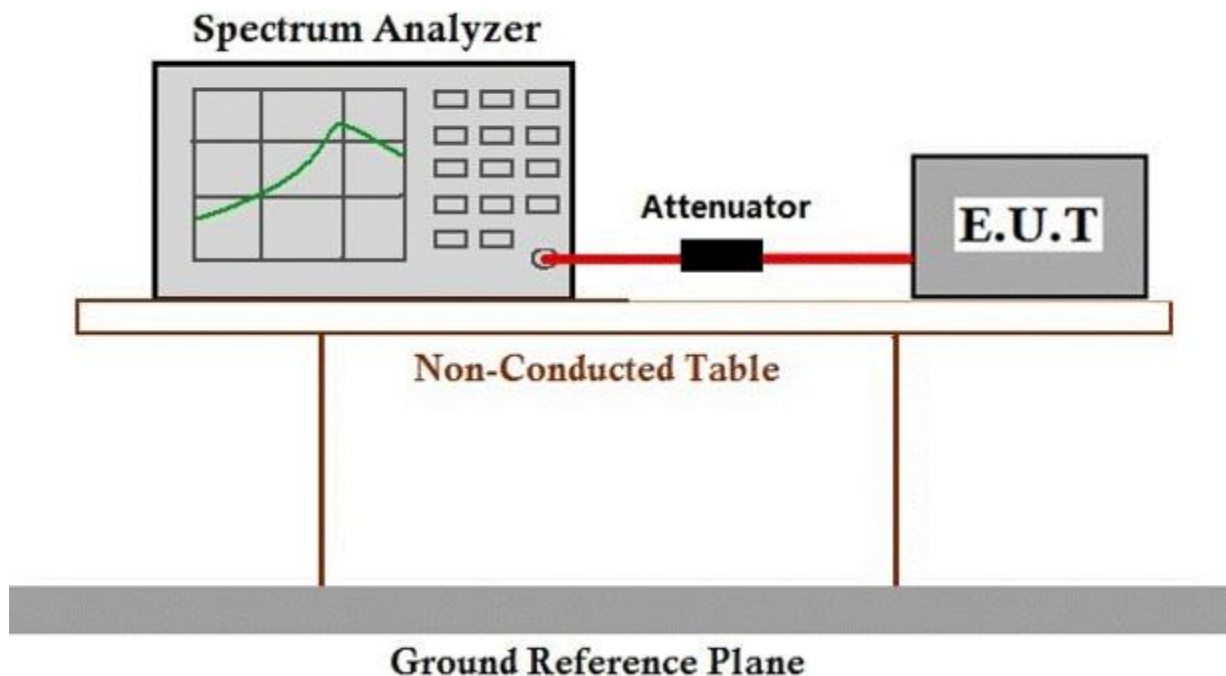 Spectrum Analyzer
Attenuator
E.U.T
Non-Conducted Table
Ground Reference Plane